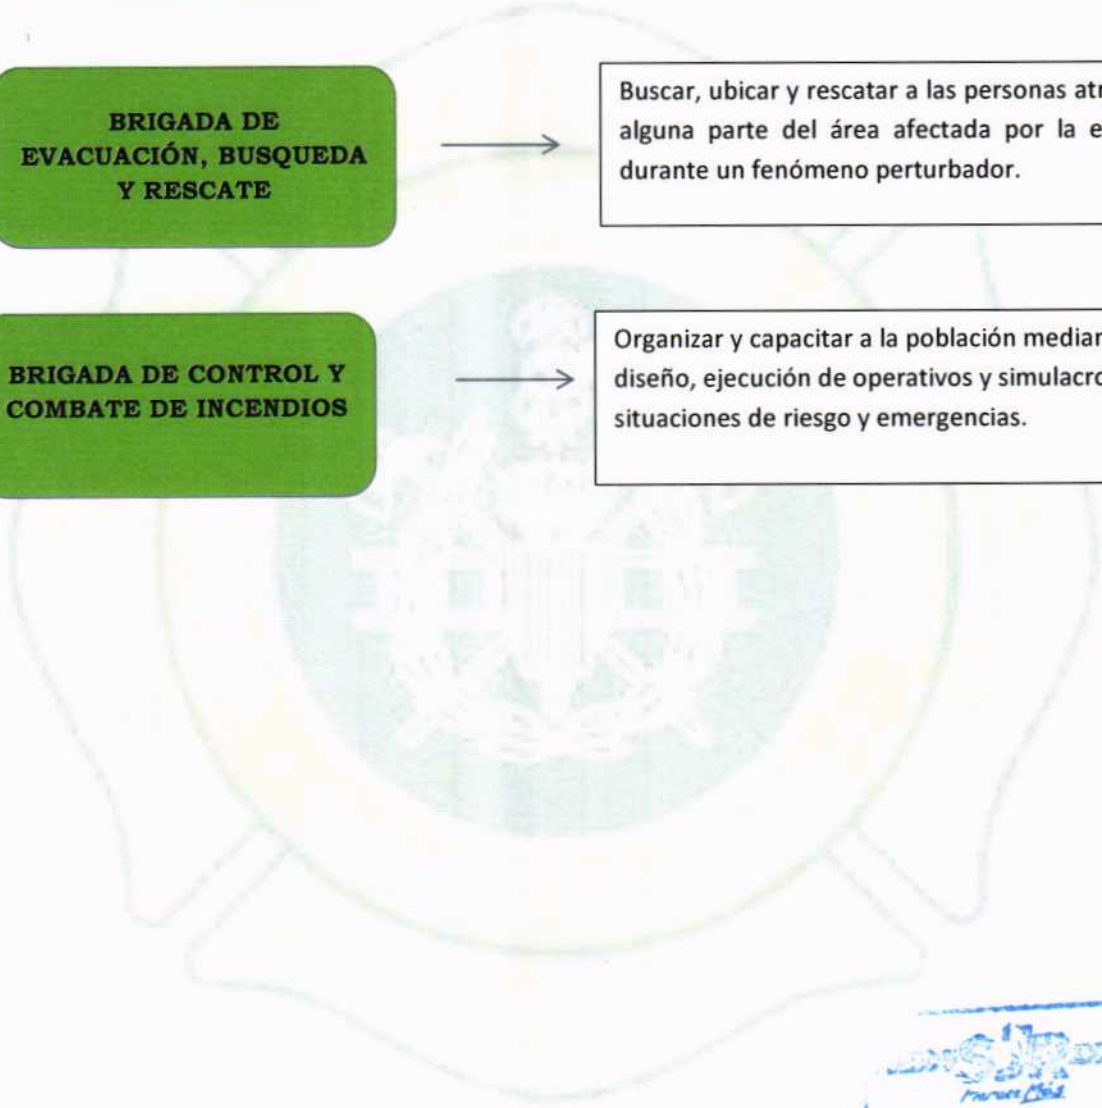 BRIGADA DE
EVACUACIÓN, BUSQUEDA
Y RESCATE
Buscar, ubicar y rescatar a las personas
alguna parte del área afectada por la
durante un fenómeno perturbador.
BRIGADA DE CONTROL Y
COMBATE DE INCENDIOS
Organizar y capacitar a la población
diseño, ejecución de operativos y
situaciones de riesgo y emergencias.